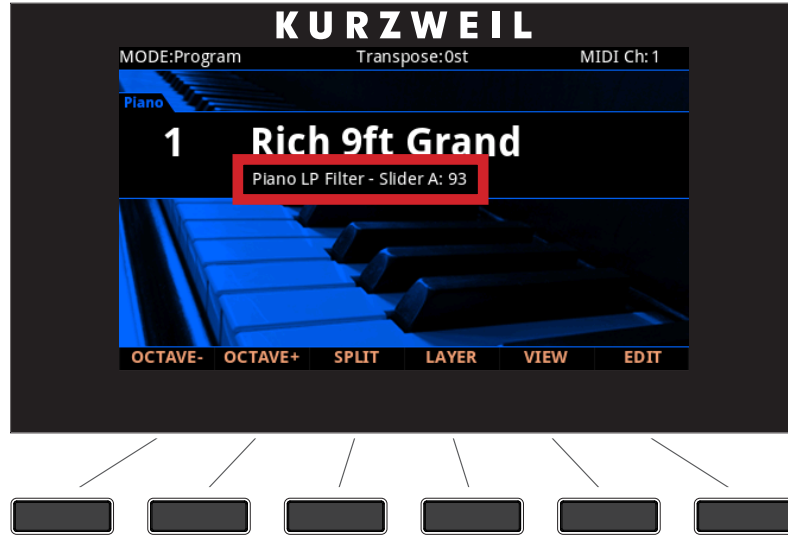 KURZWEIL
MODE:Program Transpose:0st MIDI Ch:1
Piano
1 Rich 9ft Grand
Piano LP Filter - Slider A: 93
OCTAVE- OCTAVE+ SPLIT LAYER VIEW EDIT